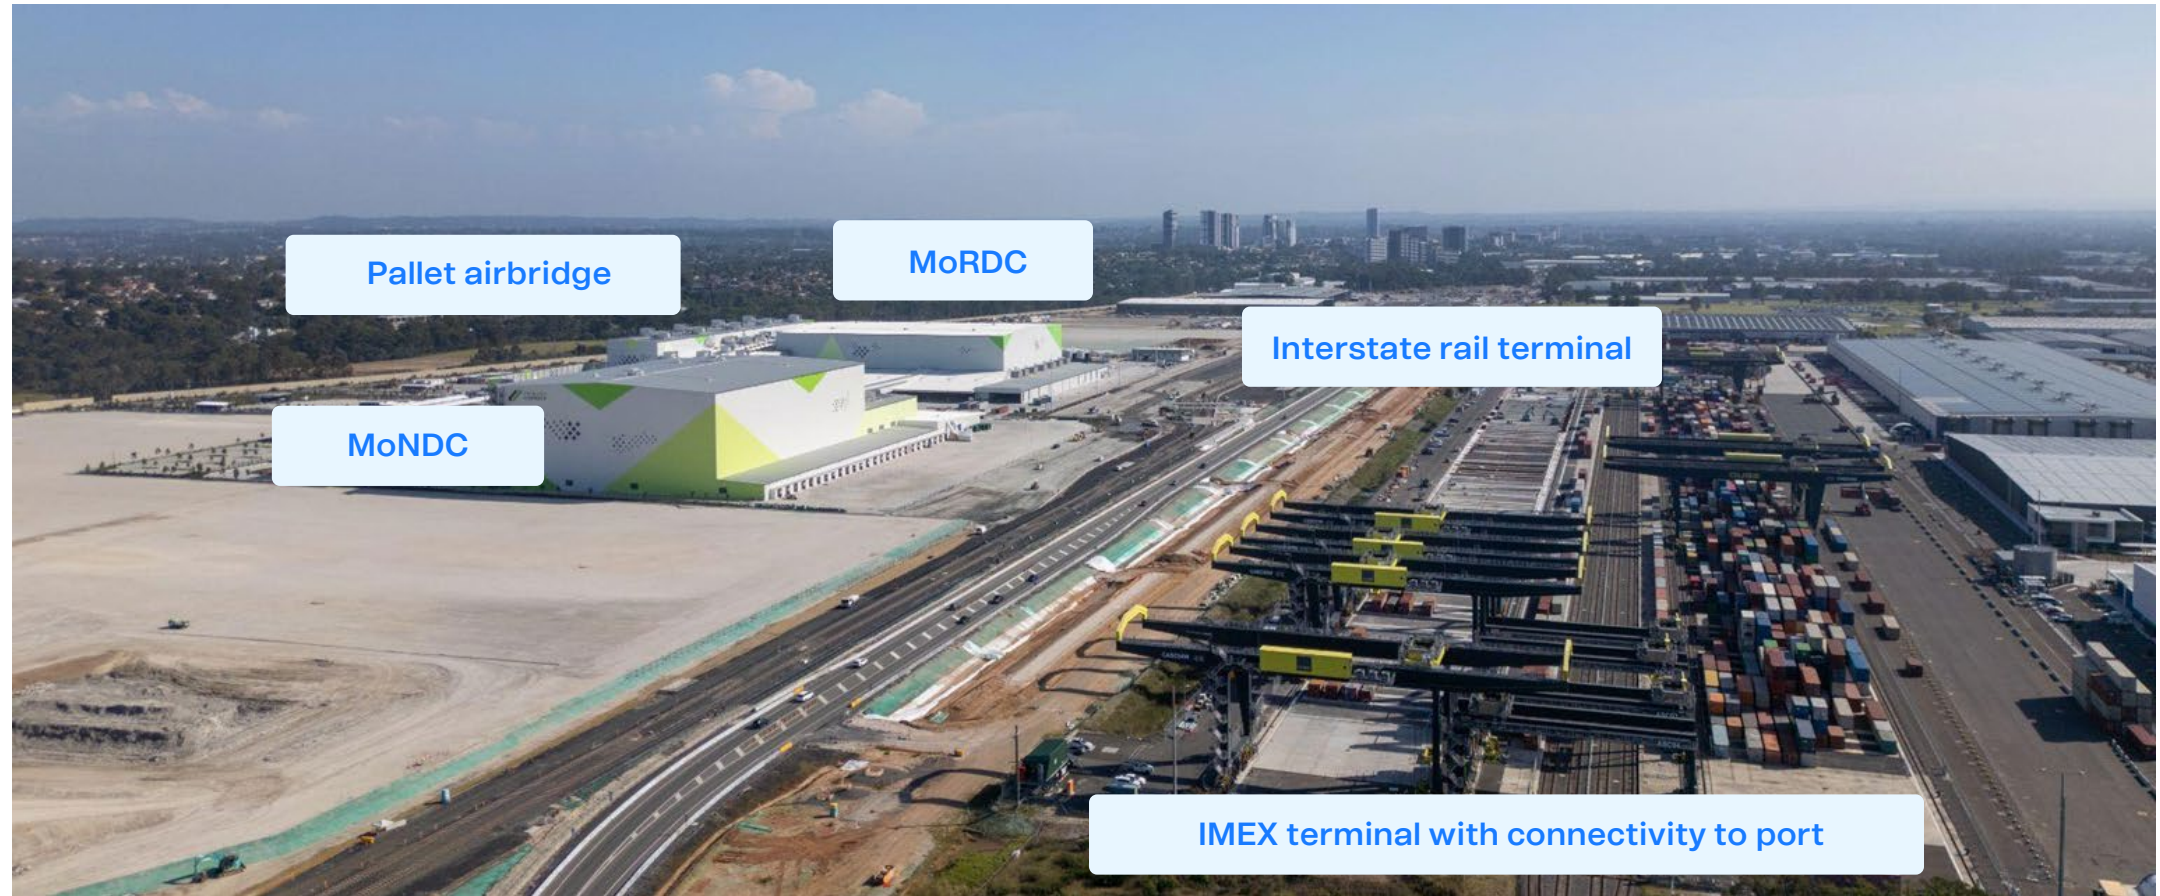 MoRDC
Pallet airbridge
Interstate rail terminal
MoNDC
IMEX terminal with connectivity to port